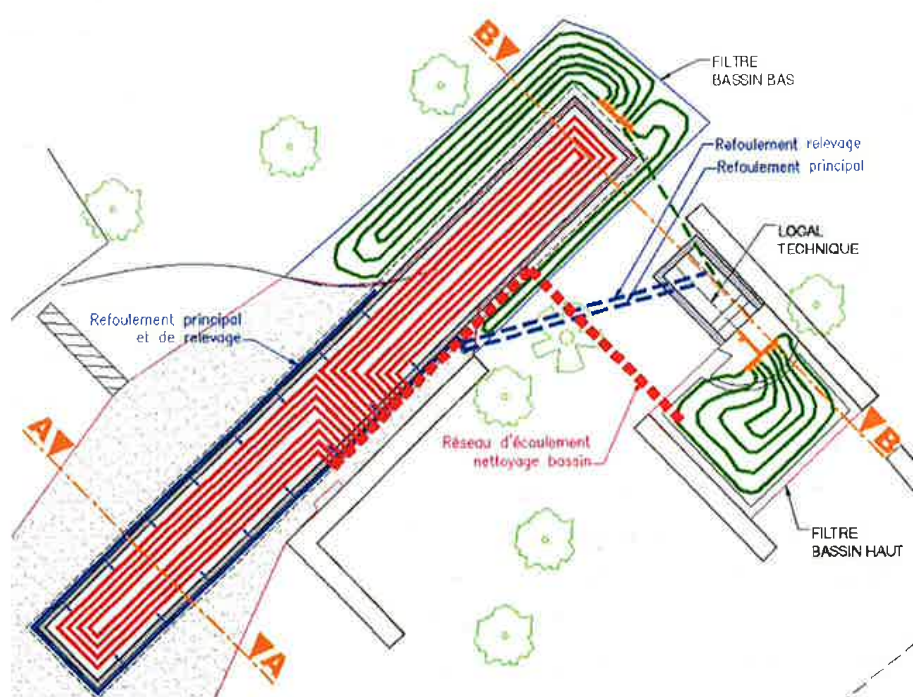 B
FILTRE
BASSIN BAS
Refoulement relevage
Refoulement principal
LOCAL
TECHNIQUE
Refoulement principal
et de relevage
A
B
Réseau d'écoulement
nettoyage bassin
FILTRE
BASSIN HAUT
A